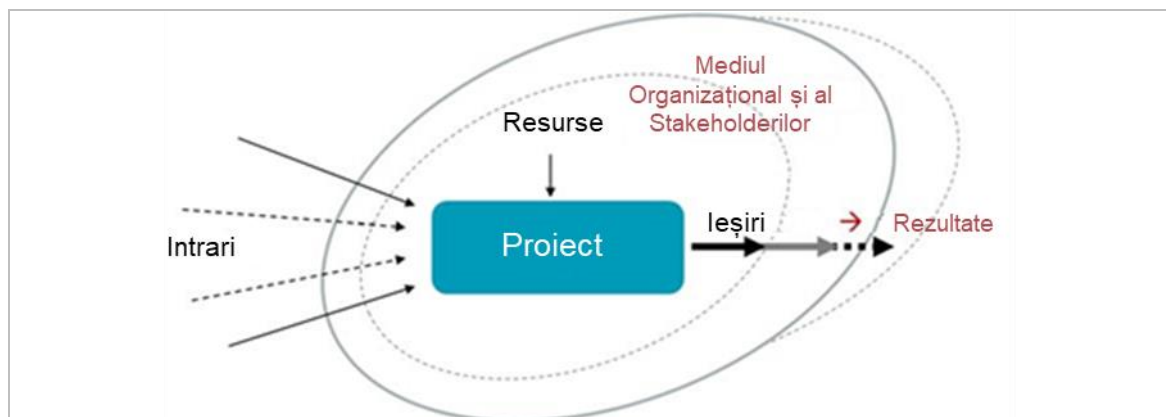 Mediul
Organizațional și al
Stakeholderilor
Resurse
Proiect
Ieșiri
→ Rezultate
Intrari